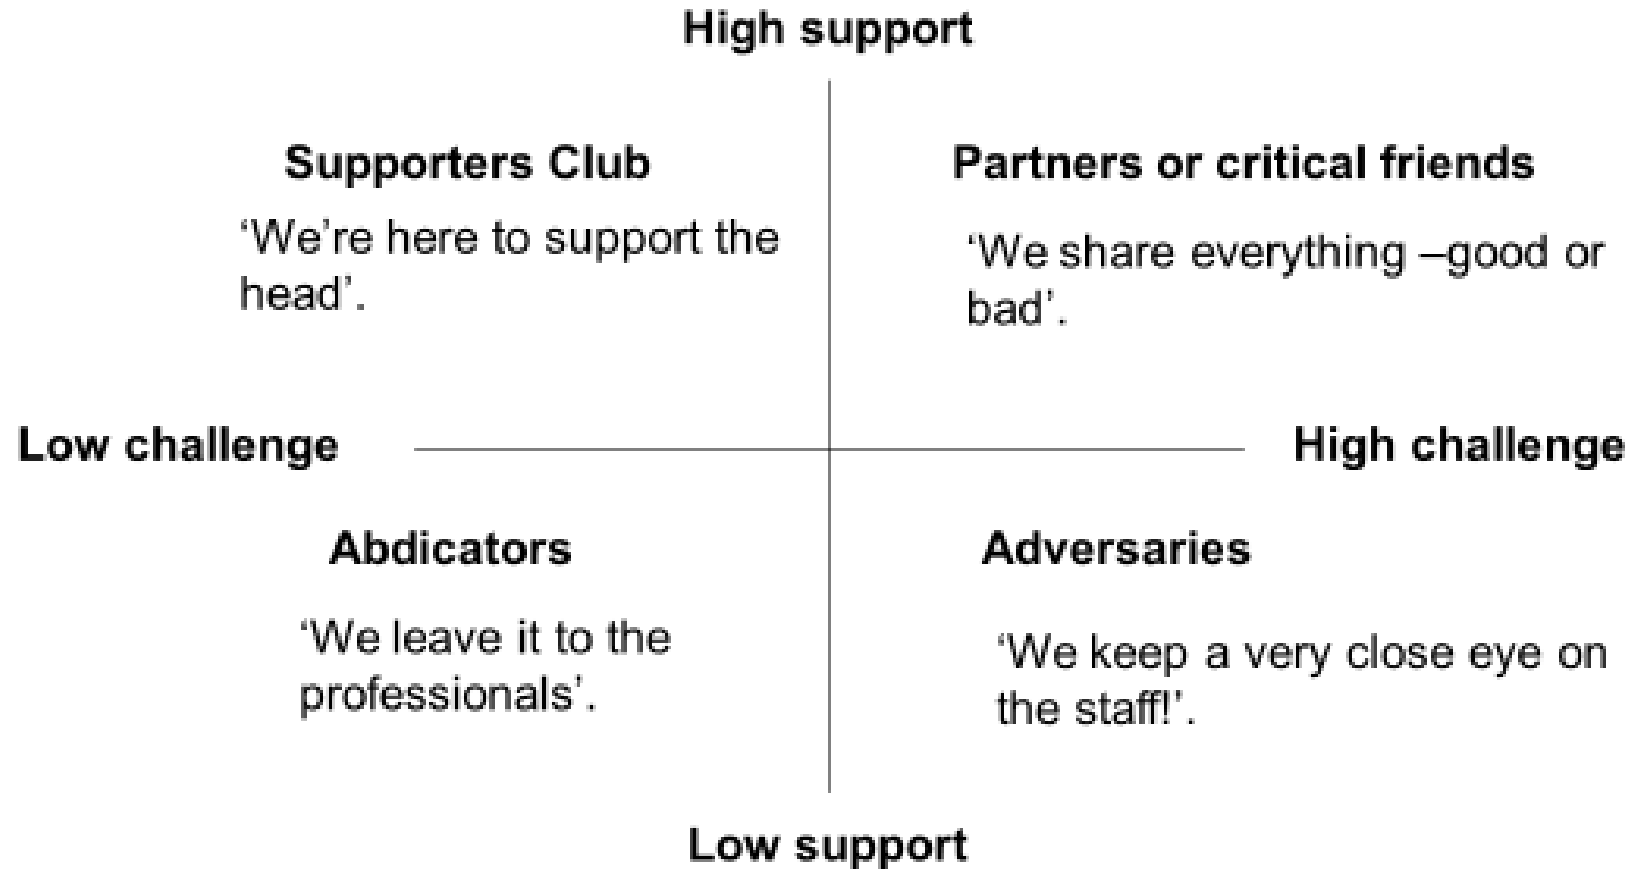 High support
Supporters Club
‘We’re here to support the
head’.
Partners or critical friends
‘We share everything –good or
bad’.
Low challenge
High challenge
Abdicators
‘We leave it to the
professionals’.
Adversaries
‘We keep a very close eye on
the staff!’.
Low support